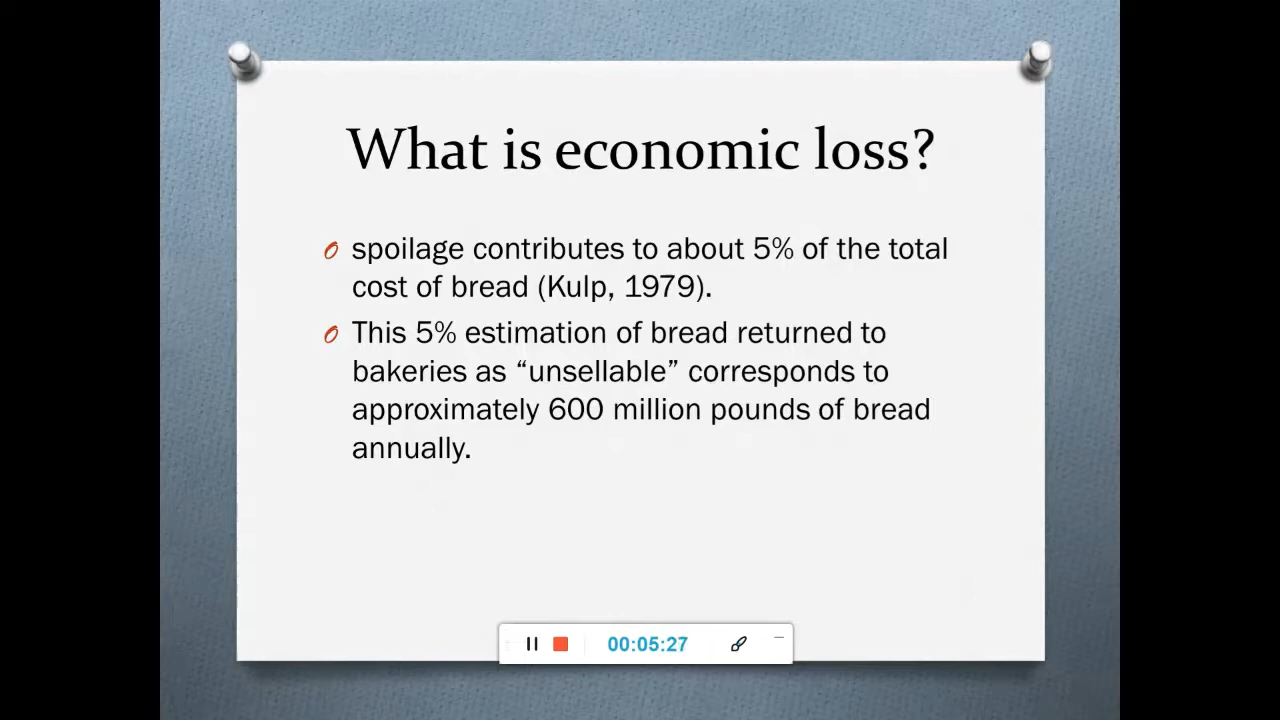 What is economic loss?
spoilage contributes to about 5% of the total
cost of bread (Kulp, 1979).
This 5% estimation of bread returned to
bakeries as “unsellable” corresponds to
approximately 600 million pounds of bread
annually.
00:05:27